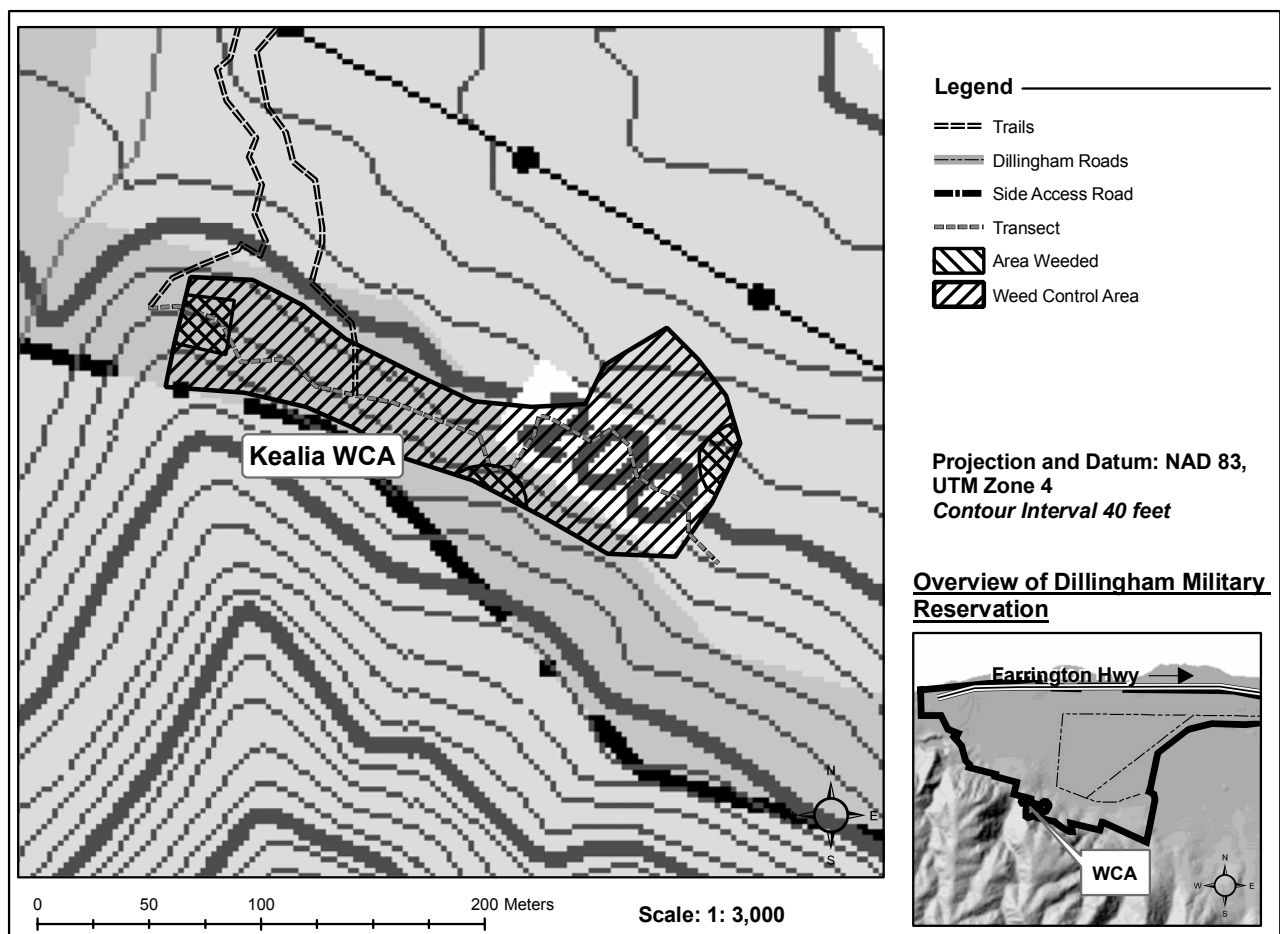 Kealia WCA
N
E
S
0 50 100 200 Meters
Scale: 1: 3,000
Legend
Trails
Dillingham Roads
Side Access Road
Transect
Area Weeded
Weed Control Area
Projection and Datum: NAD 83,
UTM Zone 4
Contour Interval 40 feet
Overview of Dillingham Military
Reservation
Farrington Hwy
WCA
N
W E
S